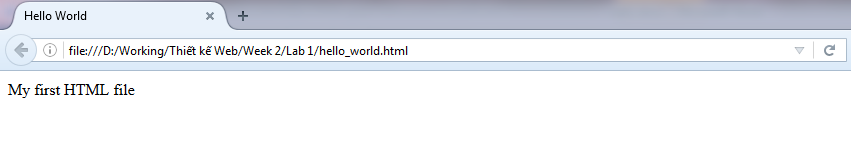 Hello World
file:///D:/Working/Thiết kế Web/Week 2/Lab 1/hello_world.html
My first HTML file